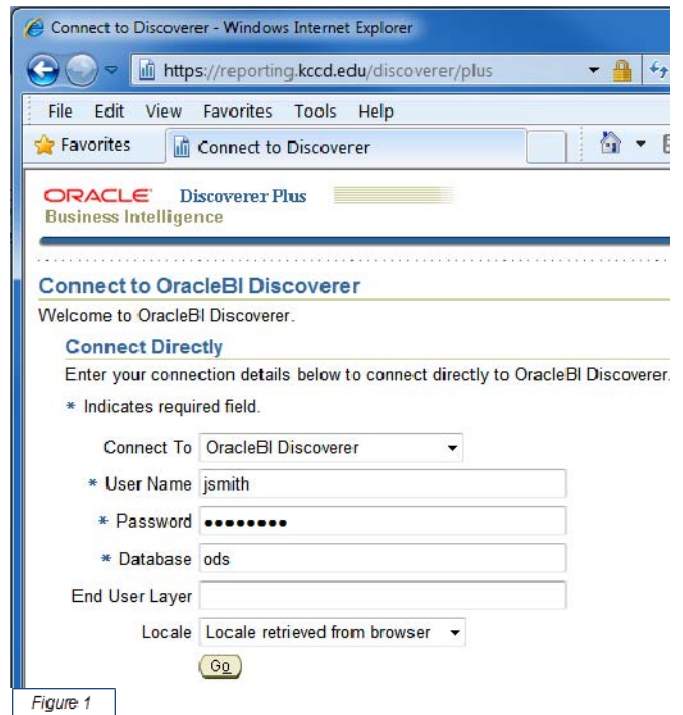 Connect to Discoverer - Windows Internet Explorer
https://reporting.kccd.edu/discoverer/plus
File Edit View Favorites Tools Help
Favorites Connect to Discoverer
ORACLE Discoverer Plus
Business Intelligence
Connect to OracleBI Discoverer
Welcome to OracleBI Discoverer.
Connect Directly
Enter your connection details below to connect directly to OracleBI Discoverer.
* Indicates required field.
Connect To OracleBI Discoverer
* User Name jsmith
* Password ••••••••
* Database ods
End User Layer
Locale Locale retrieved from browser
Go
Figure 1